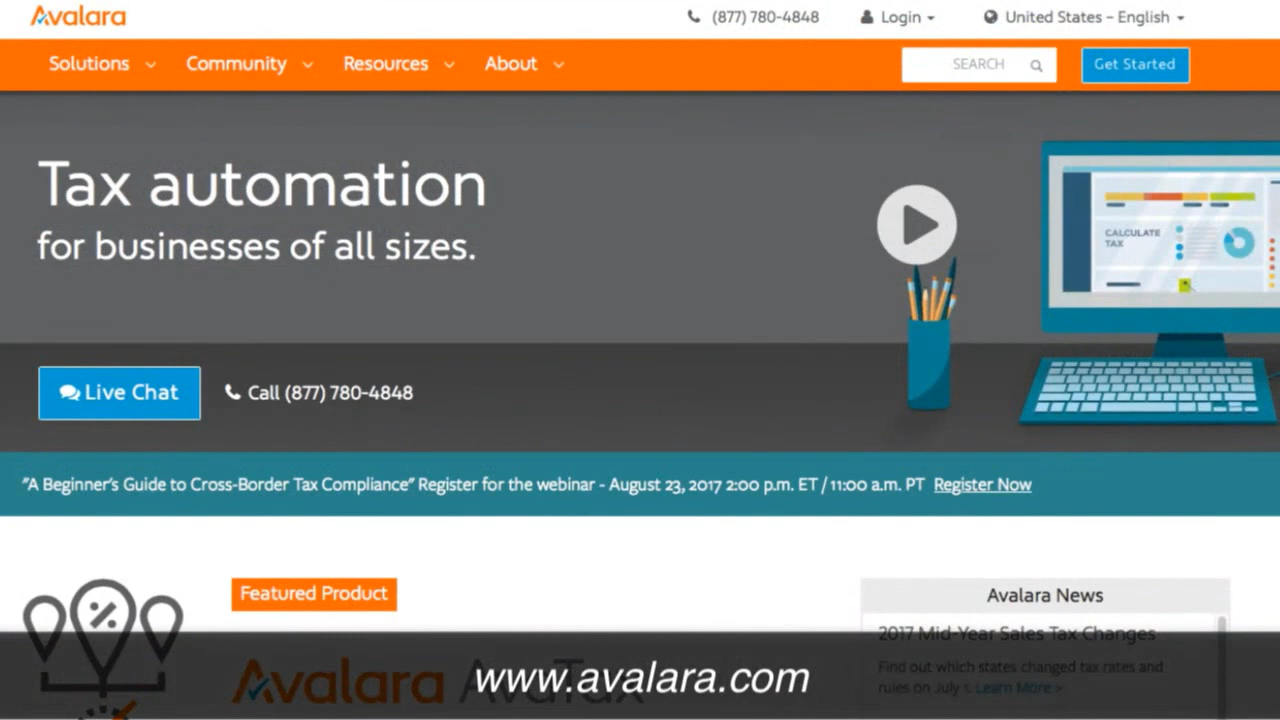 Avalara
(877) 780-4848
Login
United States - English
Solutions
Community
Resources
About
SEARCH
Get Started
Tax automation
for businesses of all sizes.
CALCULATE
TAX
Live Chat
Call (877) 780-4848
"A Beginner's Guide to Cross-Border Tax Compliance" Register for the webinar - August 23, 2017 2:00 p.m. ET / 11:00 a.m. PT Register Now
Featured Product
Avalara AvaTax
Avalara News
2017 Mid-Year Sales Tax Changes
Find out which states changed tax rates and
rules on July 1. Learn More >
www.avalara.com